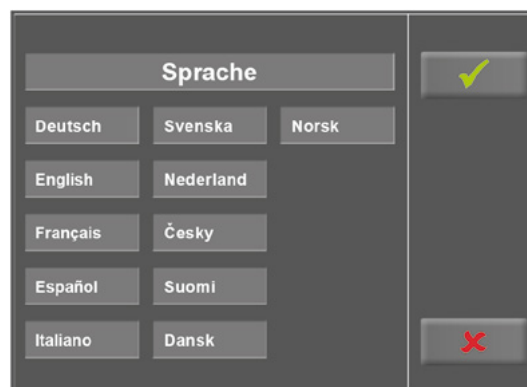 Sprache
Deutsch Svenska Norsk
English Nederland
Français Česky
Español Suomi
Italiano Dansk